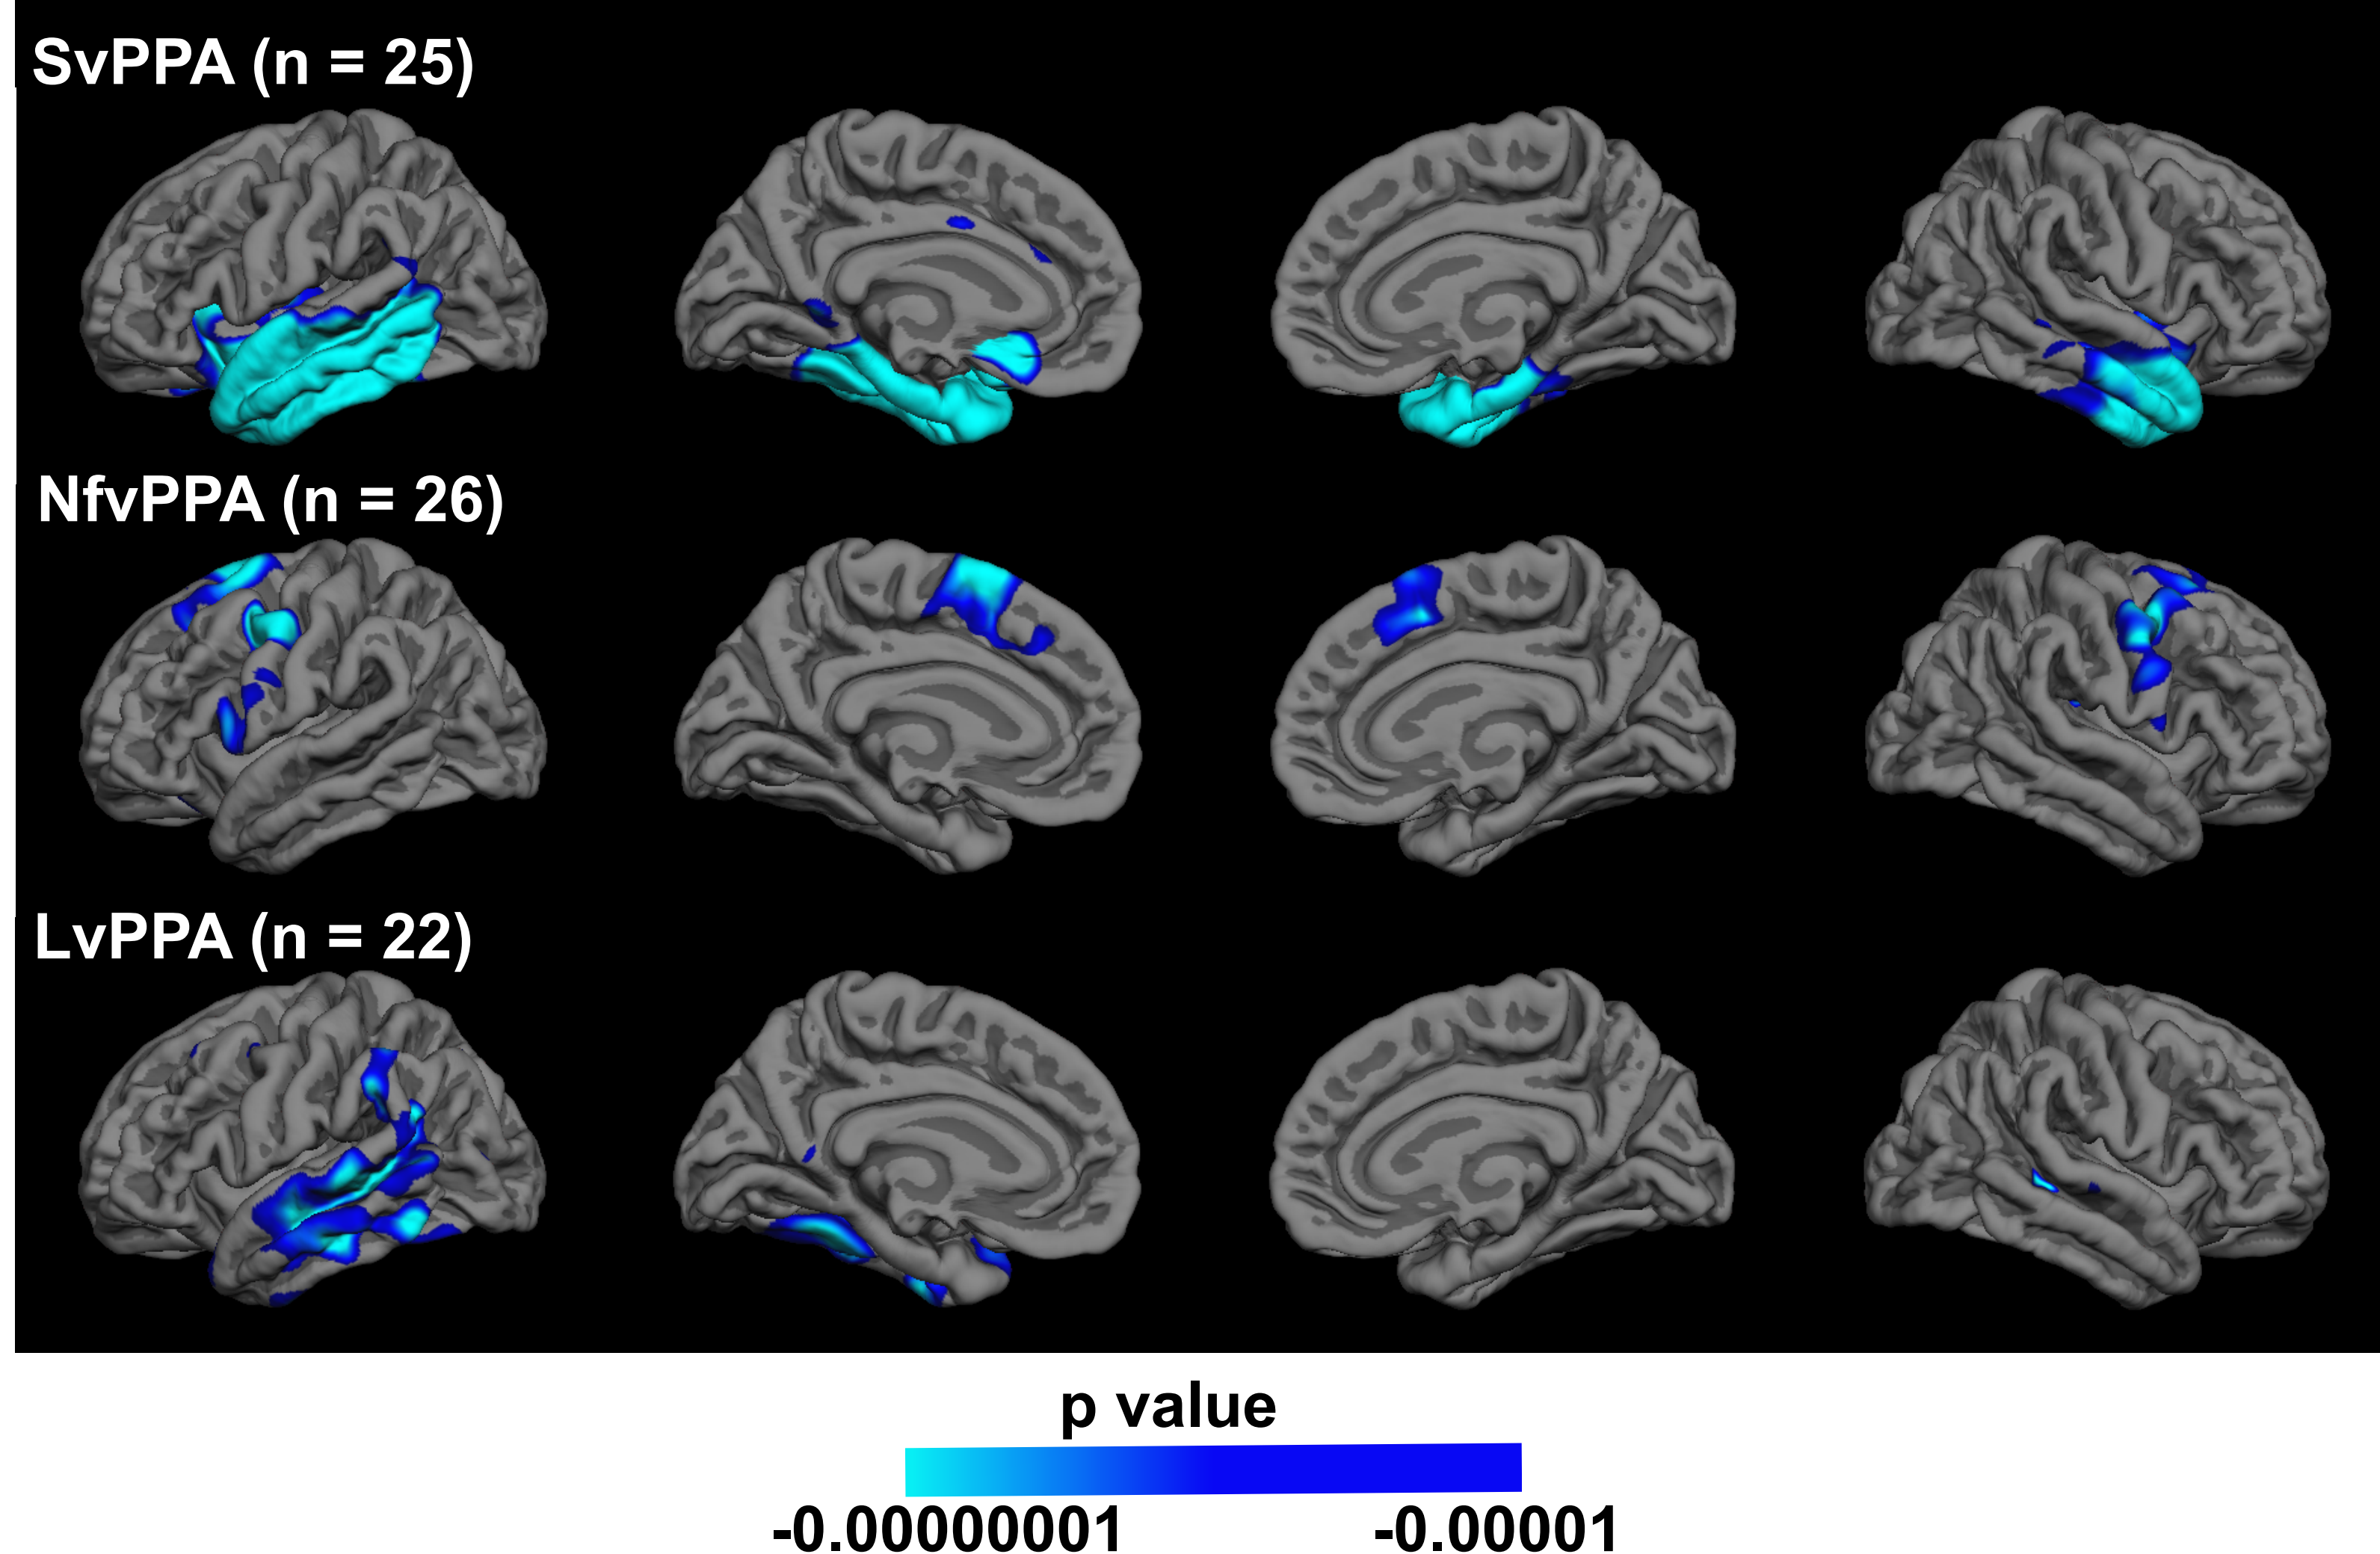 SvPPA (n = 25)
NfvPPA (n = 26)
LvPPA (n = 22)
p value
-0.00000001 -0.00001